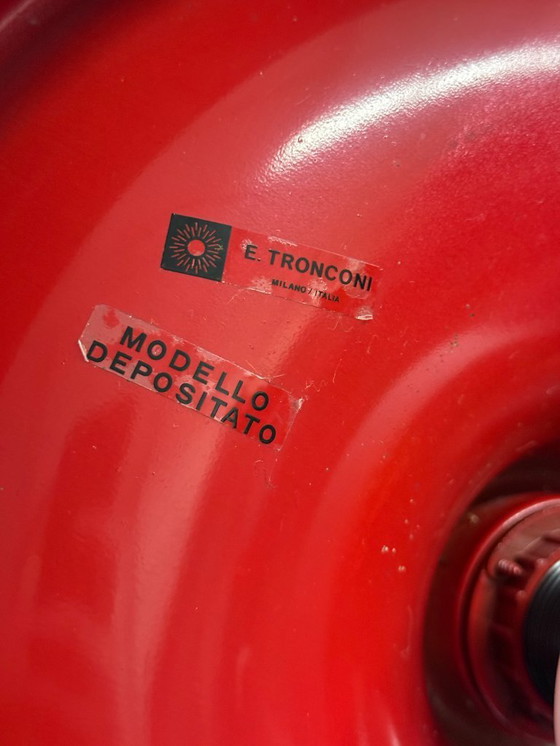 E. TRONCONI
MILANO / ITALIA
MODELLO
DEPOSITATO